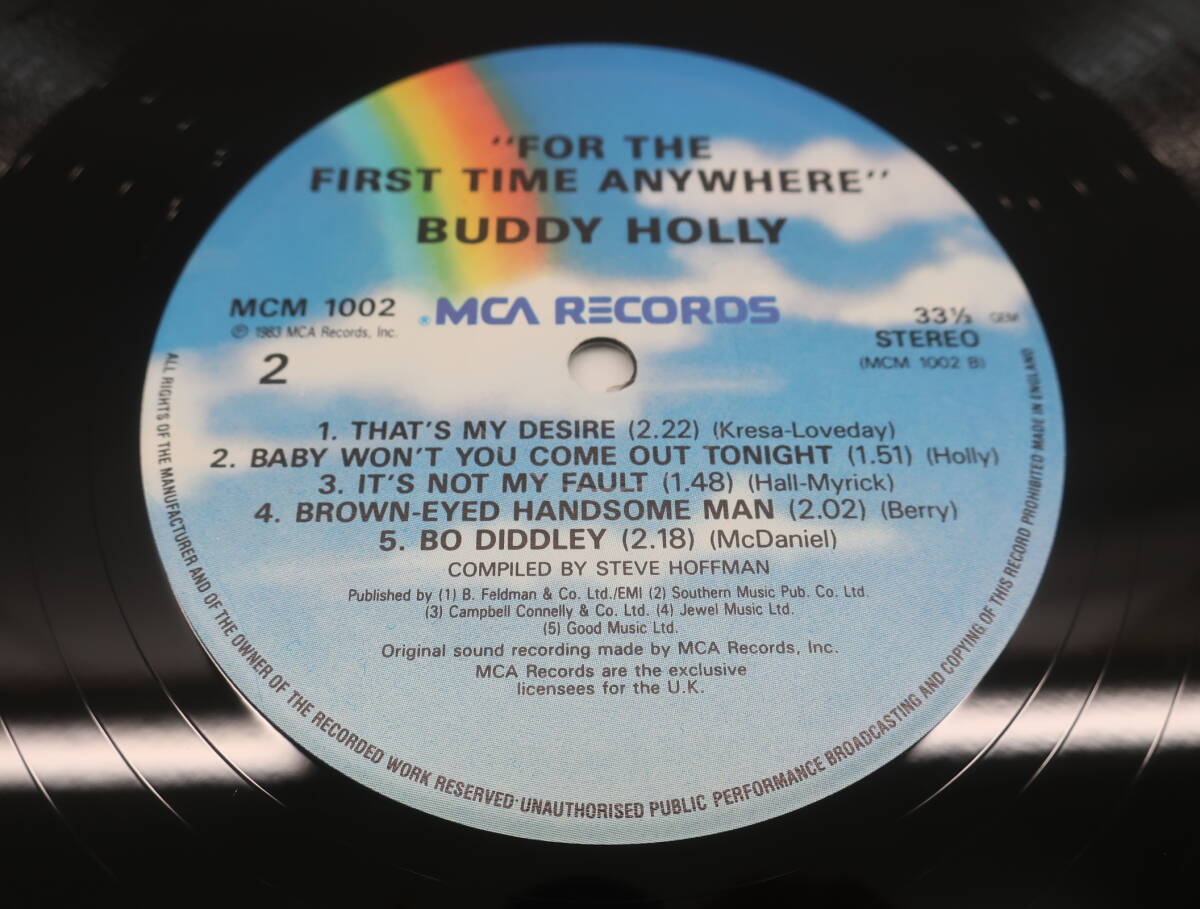 "FOR THE
FIRST TIME ANYWHERE"
BUDDY HOLLY
MCM 1002
℗ 1983 MCA Records, Inc.
2
® MCA RECORDS
33⅓ GEMA
STEREO
(MCM 1002 B)
1. THAT'S MY DESIRE (2.22) (Kresa-Loveday)
2. BABY WON'T YOU COME OUT TONIGHT (1.51) (Holly)
3. IT'S NOT MY FAULT (1.48) (Hall-Myrick)
4. BROWN-EYED HANDSOME MAN (2.02) (Berry)
5. BO DIDDLEY (2.18) (McDaniel)
COMPILED BY STEVE HOFFMAN
Published by (1) B. Feldman & Co. Ltd./EMI (2) Southern Music Pub. Co. Ltd.
(3) Campbell Connelly & Co. Ltd. (4) Jewel Music Ltd.
(5) Good Music Ltd.
Original sound recording made by MCA Records, Inc.
MCA Records are the exclusive
licensees for the U.K.
ALL RIGHTS OF THE MANUFACTURER AND OF THE OWNER OF THE RECORDED WORK RESERVED·UNAUTHORISED PUBLIC PERFORMANCE BROADCASTING AND COPYING OF THIS RECORD PROHIBITED MADE IN ENGLAND